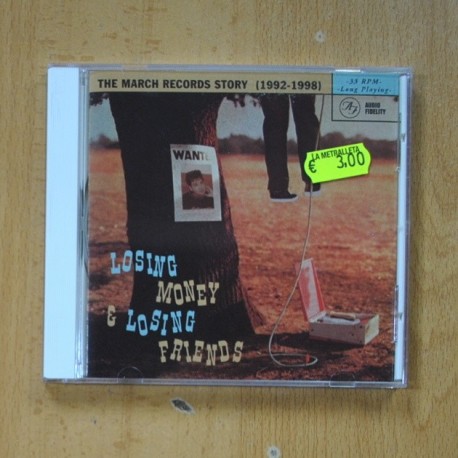 THE MARCH RECORDS STORY (1992-1998)
-33 RPM-
-Long Playing-
AF
AUDIO
FIDELITY
LA METRALLETA
€ 3,00
WANTE
LOSING
MONEY
& LOSING
FRIENDS